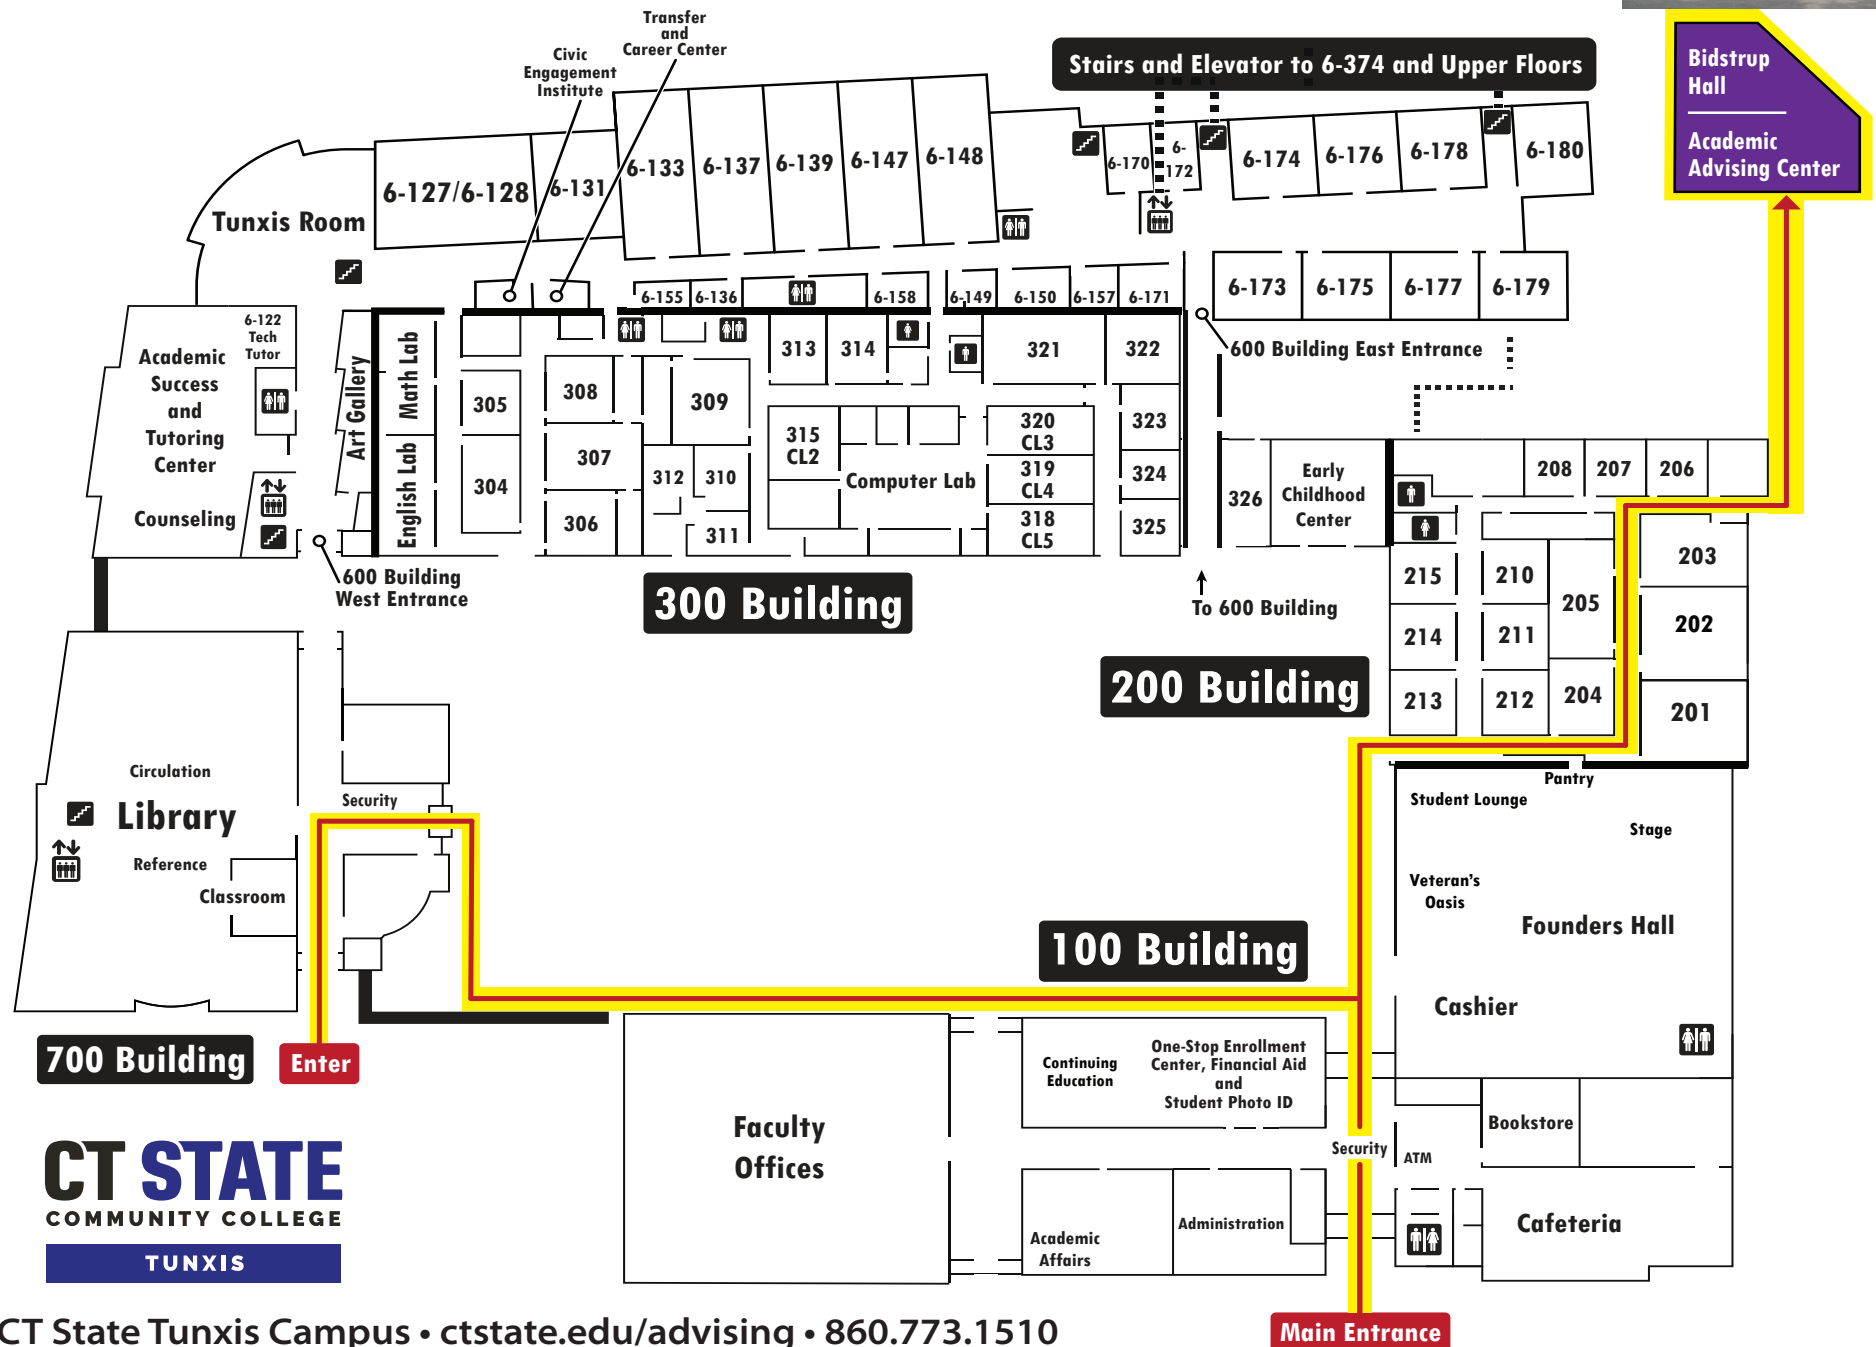 Transfer
and
Career Center
Civic
Engagement
Institute
Stairs and Elevator to 6-374 and Upper Floors
Bidstrup
Hall
Academic
Advising Center
6-127/6-128
6-131
6-133
6-137
6-139
6-147
6-148
6-170
6-
172
6-174
6-176
6-178
6-180
Tunxis Room
6-155
6-136
6-158
6-149
6-150
6-157
6-171
6-173
6-175
6-177
6-179
6-122
Tech
Tutor
Academic
Success
and
Tutoring
Center
Counseling
Art Gallery
Math Lab
English Lab
305
304
308
307
306
309
312
310
311
313
314
315
CL2
Computer Lab
321
322
320
CL3
319
CL4
318
CL5
323
324
325
600 Building East Entrance
326
Early
Childhood
Center
208
207
206
600 Building
West Entrance
300 Building
To 600 Building
200 Building
215
214
213
210
211
212
205
204
203
202
201
Circulation
Library
Reference
Classroom
Security
Pantry
Student Lounge
Stage
Veteran's
Oasis
Founders Hall
Cashier
100 Building
700 Building
Enter
Continuing
Education
One-Stop Enrollment
Center, Financial Aid
and
Student Photo ID
Faculty
Offices
Bookstore
Security
ATM
Academic
Affairs
Administration
Cafeteria
CT STATE
COMMUNITY COLLEGE
TUNXIS
CT State Tunxis Campus • ctstate.edu/advising • 860.773.1510
Main Entrance